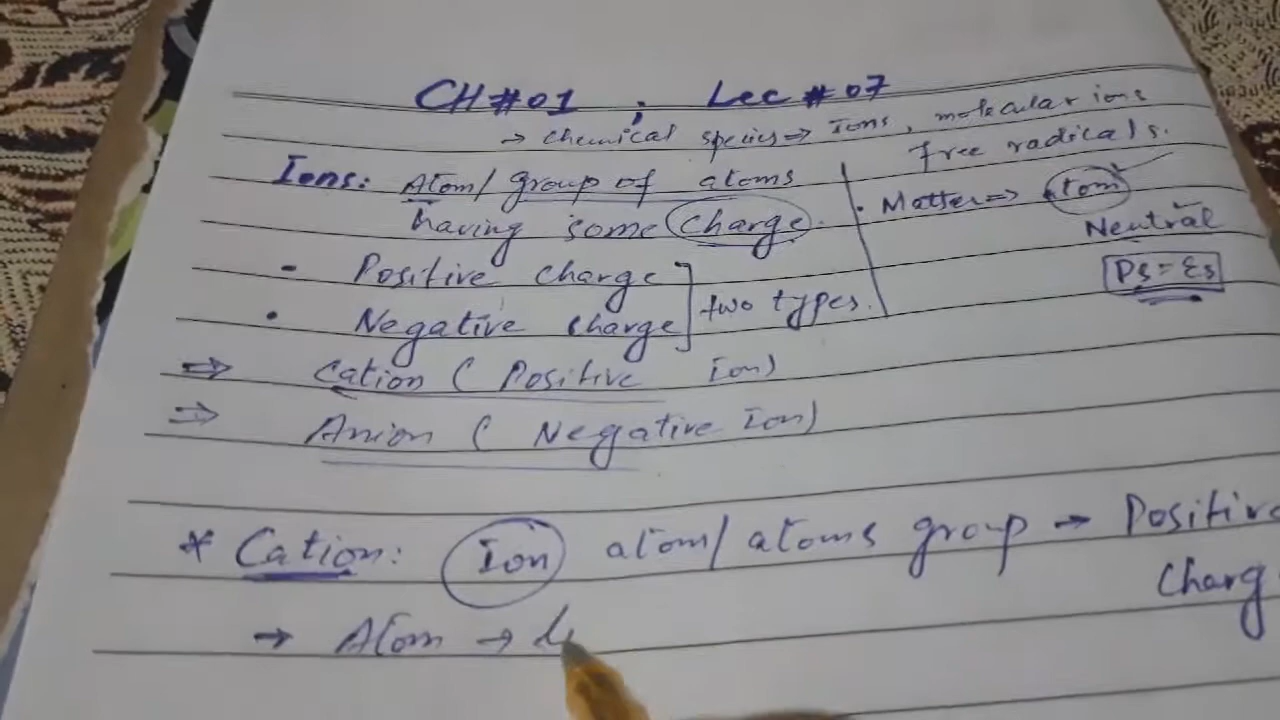 CH#01 ; Lec #07
→ Chemical species ⇒ Ions, molecular ions
free radicals.
Ions: Atom/group of atoms
having some charge.
• Matter ⇒ atom
Neutral
Ps = Es
- Positive charge
• Negative charge
two types.
⇒ Cation (Positive Ion)
⇒ Anion (Negative Ion)
* Cation: Ion atom/atoms group → Positive
Charg
→ Atom →